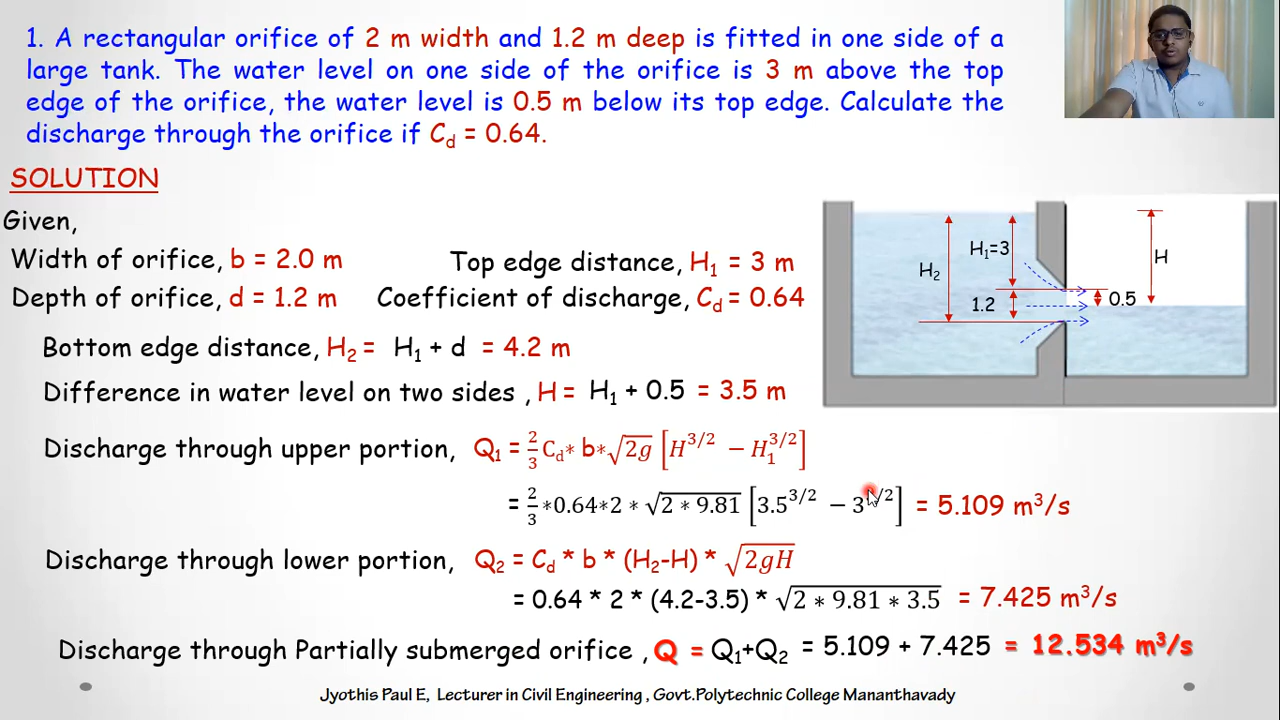 1. A rectangular orifice of 2 m width and 1.2 m deep is fitted in one side of a
large tank. The water level on one side of the orifice is 3 m above the top
edge of the orifice, the water level is 0.5 m below its top edge. Calculate the
discharge through the orifice if C_d = 0.64.
SOLUTION
Given,
Width of orifice, b = 2.0 m
Top edge distance, H₁ = 3 m
Depth of orifice, d = 1.2 m
Coefficient of discharge, C_d = 0.64
Bottom edge distance, H₂ = H₁ + d = 4.2 m
Difference in water level on two sides , H = H₁ + 0.5 = 3.5 m
H₁=3
H₂
H
1.2
0.5
Discharge through upper portion, Q₁ = 2/3 C_d* b*√2g [H^3/2 − H₁^3/2]
= 2/3 *0.64*2 * √2 * 9.81 [3.5^3/2 − 3^3/2] = 5.109 m³/s
Discharge through lower portion, Q₂ = C_d * b * (H₂-H) * √2gH
= 0.64 * 2 * (4.2-3.5) * √2 * 9.81 * 3.5 = 7.425 m³/s
Discharge through Partially submerged orifice , Q = Q₁+Q₂ = 5.109 + 7.425 = 12.534 m³/s
Jyothis Paul E, Lecturer in Civil Engineering , Govt.Polytechnic College Mananthavady